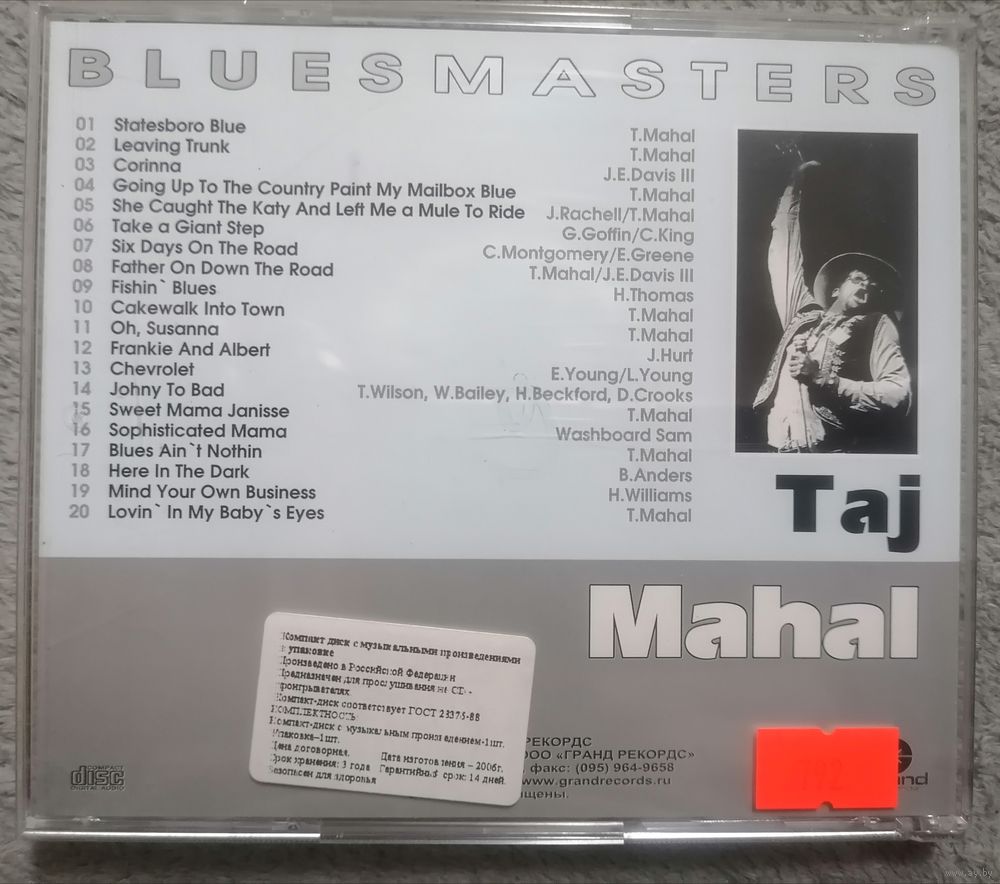 BLUESMASTERS
01 Statesboro Blue T.Mahal
02 Leaving Trunk T.Mahal
03 Corinna J.E.Davis III
04 Going Up To The Country Paint My Mailbox Blue T.Mahal
05 She Caught The Katy And Left Me a Mule To Ride J.Rachell/T.Mahal
06 Take a Giant Step G.Goffin/C.King
07 Six Days On The Road C.Montgomery/E.Greene
08 Father On Down The Road T.Mahal/J.E.Davis III
09 Fishin` Blues H.Thomas
10 Cakewalk Into Town T.Mahal
11 Oh, Susanna T.Mahal
12 Frankie And Albert J.Hurt
13 Chevrolet E.Young/L.Young
14 Johny To Bad T.Wilson, W.Bailey, H.Beckford, D.Crooks
15 Sweet Mama Janisse T.Mahal
16 Sophisticated Mama Washboard Sam
17 Blues Ain`t Nothin T.Mahal
18 Here In The Dark B.Anders
19 Mind Your Own Business H.Williams
20 Lovin` In My Baby`s Eyes T.Mahal
Taj
Mahal
Компакт диск с музыкальными произведениями
в упаковке
Произведено в Российской Федерации
Предназначен для прослушивания на CD-
проигрывателях
Компакт-диск соответствует ГОСТ 28376-88
КОМПЛЕКТНОСТЬ
Компакт-диск с музыкальным произведением-1шт.
Упаковка-1шт.
Цена договорная. Дата изготовления – 2006г.
Срок хранения: 3 года Гарантийный срок: 14 дней.
Безопасен для здоровья
РЕКОРДС
ООО «ГРАНД РЕКОРДС»
факс: (095) 964-9658
www.grandrecords.ru
щены.
COMPACT
disc
DIGITAL AUDIO
nd
www.ay.by